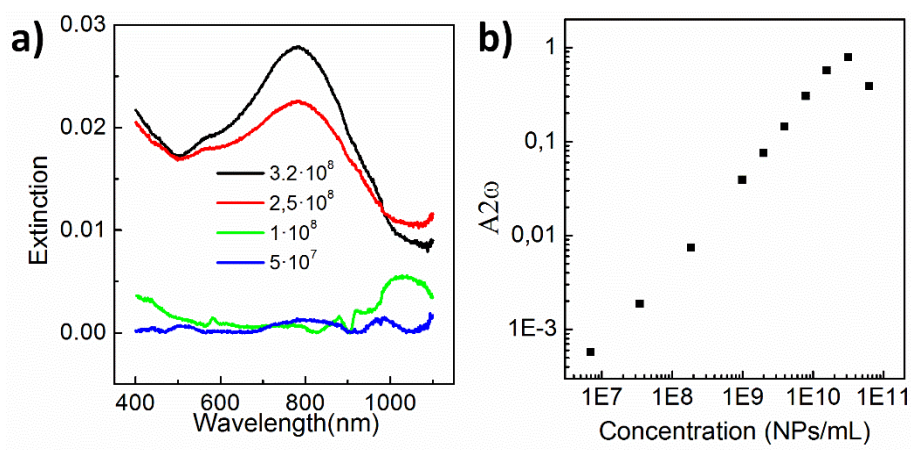 a)
Extinction
0.03
0.02
0.01
0.00
3.2·10⁸
2,5·10⁸
1·10⁸
5·10⁷
400 600 800 1000
Wavelength(nm)
b)
A2ω
1
0,1
0,01
1E-3
1E7 1E8 1E9 1E10 1E11
Concentration (NPs/mL)